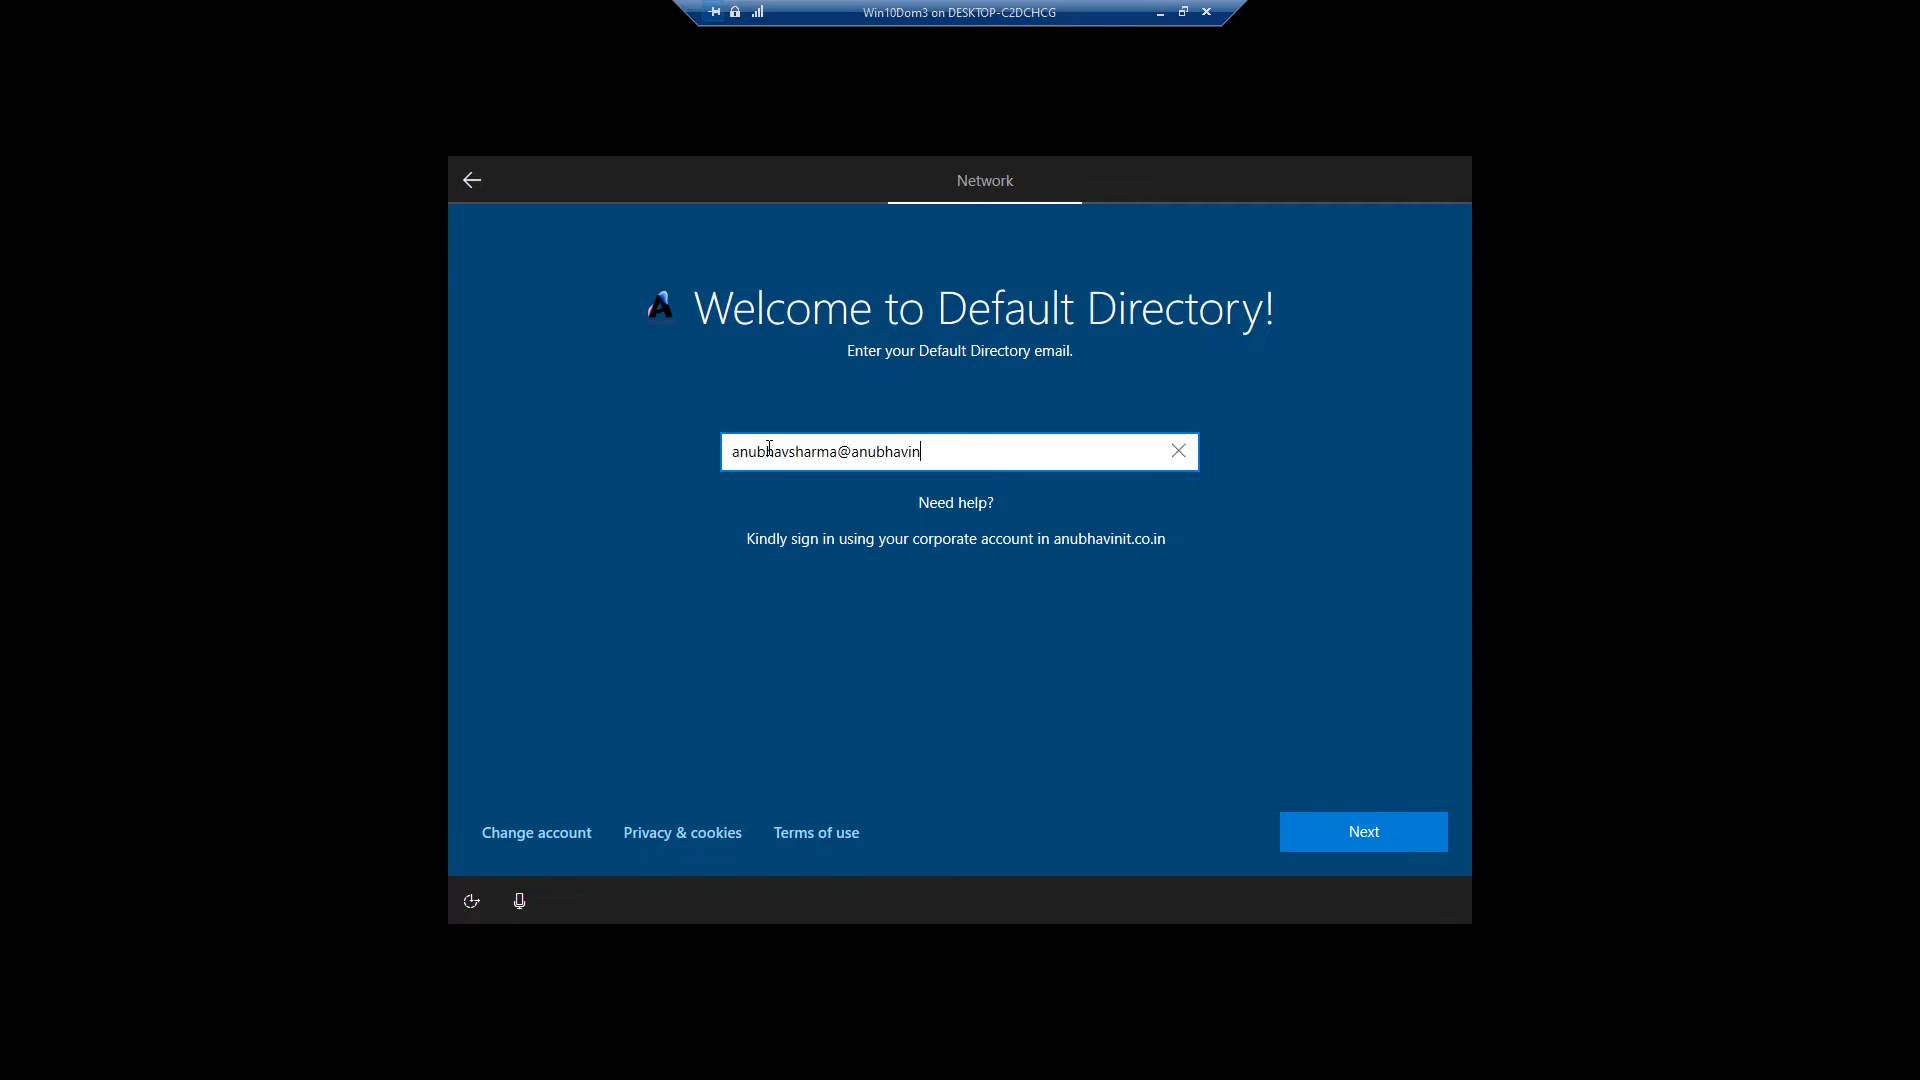 Win10Dom3 on DESKTOP-C2DCHCG
Network
Welcome to Default Directory!
Enter your Default Directory email.
anubhavsharma@anubhavin
Need help?
Kindly sign in using your corporate account in anubhavinit.co.in
Change account Privacy & cookies Terms of use Next